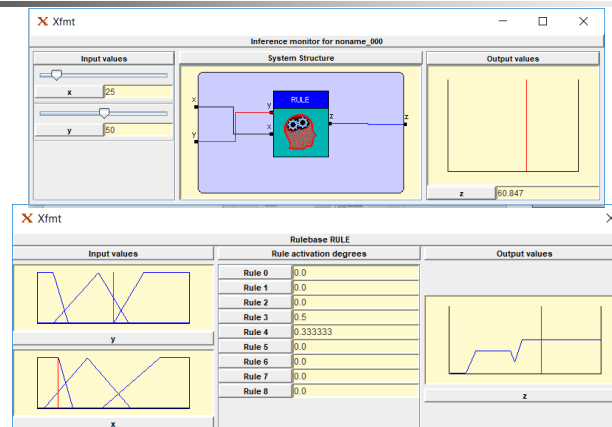 Xfmt
Inference monitor for noname_000
Input values
System Structure
Output values
x 25
y 50
x
y
y
x
RULE
z
z
z 60.847
Xfmt
Rulebase RULE
Input values
Rule activation degrees
Output values
y
x
Rule 0 0.0
Rule 1 0.0
Rule 2 0.0
Rule 3 0.5
Rule 4 0.333333
Rule 5 0.0
Rule 6 0.0
Rule 7 0.0
Rule 8 0.0
z